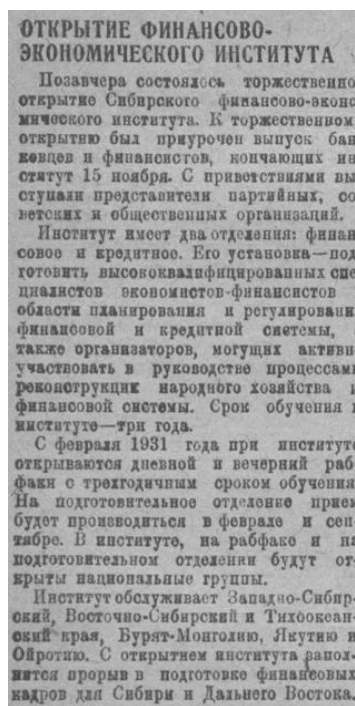 ОТКРЫТИЕ ФИНАНСОВО-
ЭКОНОМИЧЕСКОГО ИНСТИТУТА
Позавчера состоялось торжественно
открытие Сибирского финансово-эконо
мического института. К торжественном
открытию был приурочен выпуск бан
ковцев и финансистов, кончающих ин
ститут 15 ноября. С приветствиями вы
ступали представители партийных, со
ветских и общественных организаций.
Институт имеет два отделения: финан
совое и кредитное. Его установка—под
готовить высококвалифицированных спе
циалистов экономистов-финансистов
области планирования и регулировани
финансовой и кредитной системы,
также организаторов, могущих активн
участвовать в руководстве процессам
реконструкции народного хозяйства и
финансовой системы. Срок обучения в
институте—три года.
С февраля 1931 года при институте
открываются дневной и вечерний раб
факи с трехгодичным сроком обучения
На подготовительное отделение прием
будет производиться в феврале и сен
тябре. В институте, на рабфаке и на
подготовительном отделении будут от-
крыты национальные группы.
Институт обслуживает Западно-Сибир-
ский, Восточно-Сибирский и Тихоокеан-
ский края, Бурят-Монголию, Якутию и
Ойротию. С открытием института запол-
нится прорыв в подготовке финансовых
кадров для Сибири и Дальнего Востока.